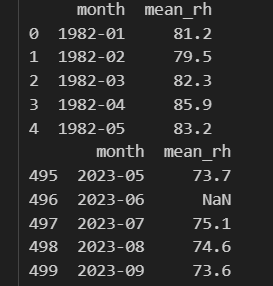 month mean_rh
0 1982-01 81.2
1 1982-02 79.5
2 1982-03 82.3
3 1982-04 85.9
4 1982-05 83.2
month mean_rh
495 2023-05 73.7
496 2023-06 NaN
497 2023-07 75.1
498 2023-08 74.6
499 2023-09 73.6